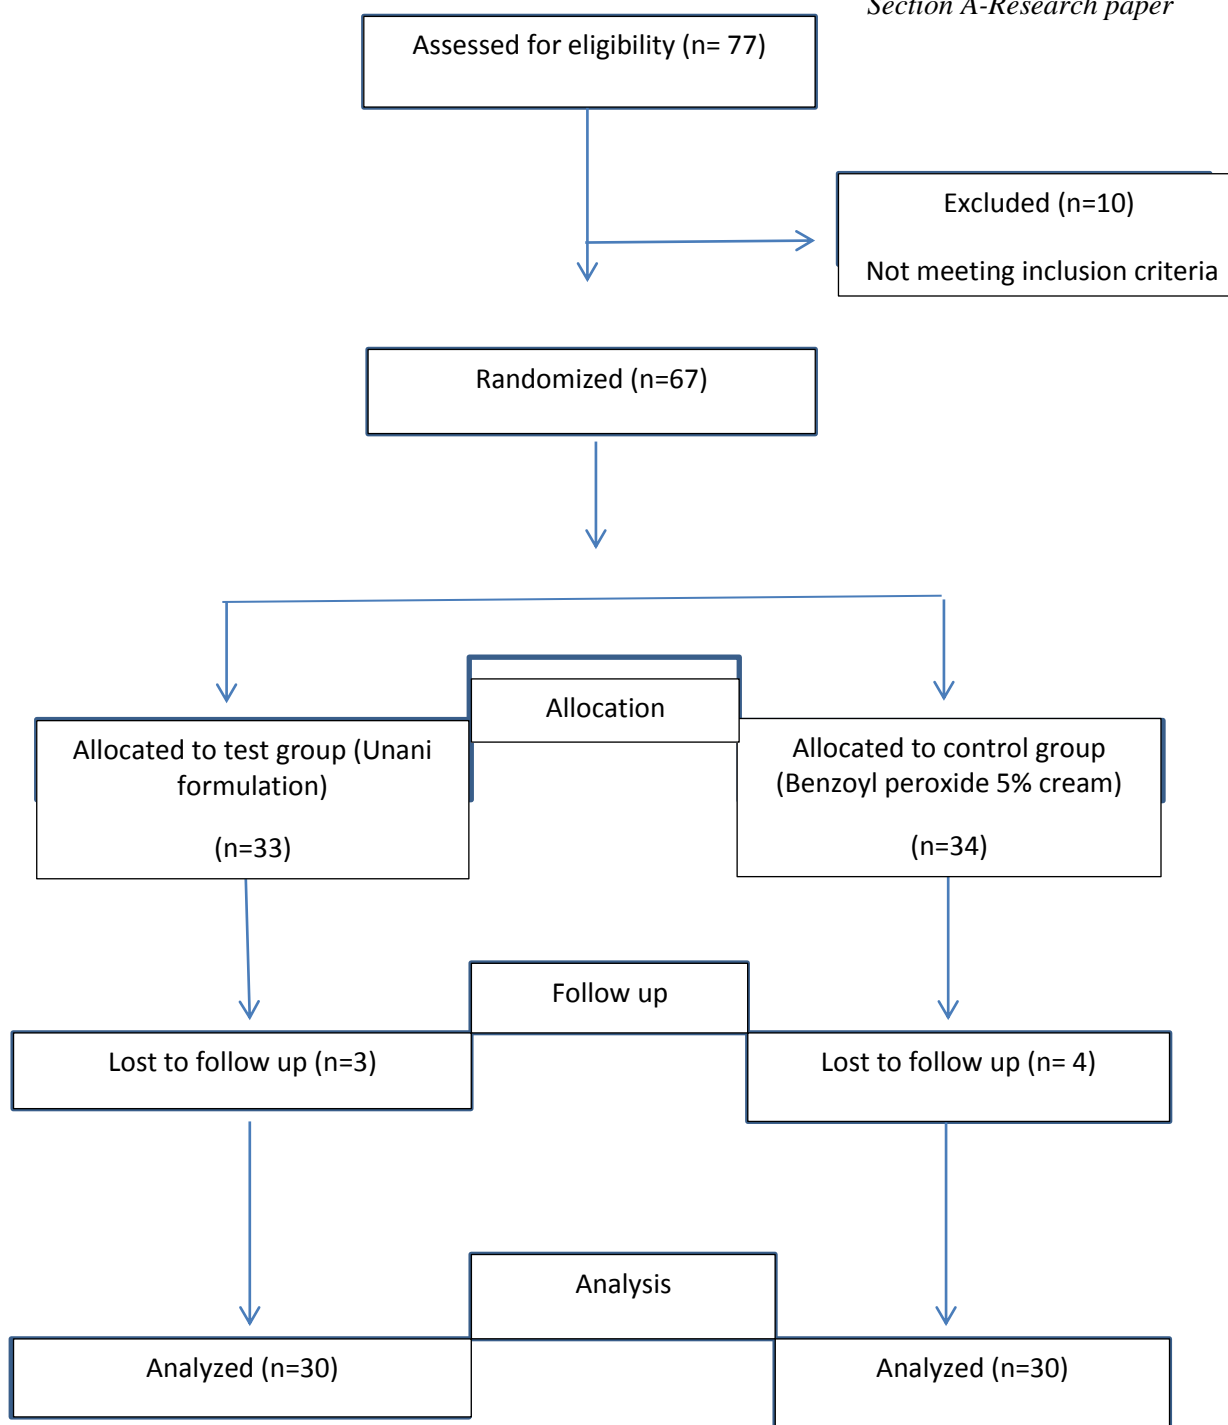 Section A-Research paper
Assessed for eligibility (n= 77)
Excluded (n=10)
Not meeting inclusion criteria
Randomized (n=67)
Allocation
Allocated to test group (Unani
formulation)
(n=33)
Allocated to control group
(Benzoyl peroxide 5% cream)
(n=34)
Follow up
Lost to follow up (n=3)
Lost to follow up (n= 4)
Analysis
Analyzed (n=30)
Analyzed (n=30)